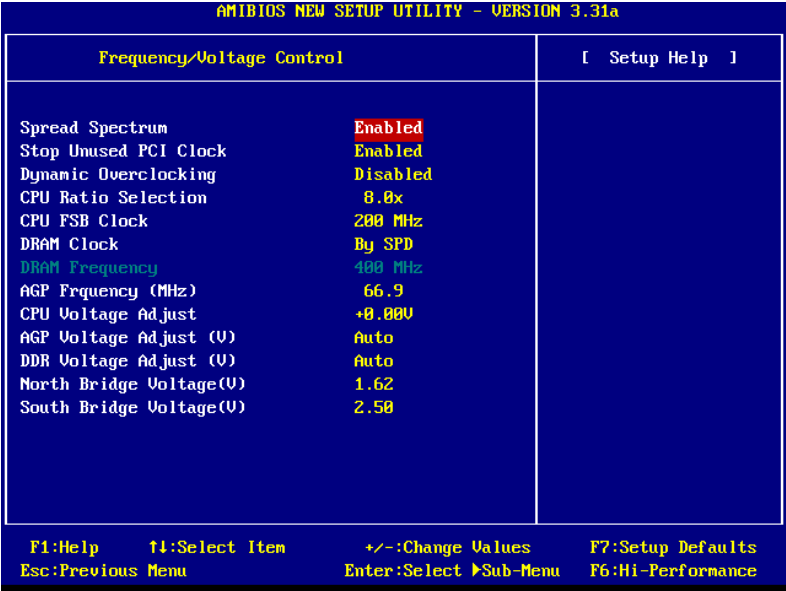 AMIBIOS NEW SETUP UTILITY - VERSION 3.31a
Frequency/Voltage Control [ Setup Help ]
Spread Spectrum Enabled
Stop Unused PCI Clock Enabled
Dynamic Overclocking Disabled
CPU Ratio Selection 8.0x
CPU FSB Clock 200 MHz
DRAM Clock By SPD
DRAM Frequency 400 MHz
AGP Frquency (MHz) 66.9
CPU Voltage Adjust +0.00V
AGP Voltage Adjust (V) Auto
DDR Voltage Adjust (V) Auto
North Bridge Voltage(V) 1.62
South Bridge Voltage(V) 2.50
F1:Help ↑↓:Select Item +/-:Change Values F7:Setup Defaults
Esc:Previous Menu Enter:Select ►Sub-Menu F6:Hi-Performance